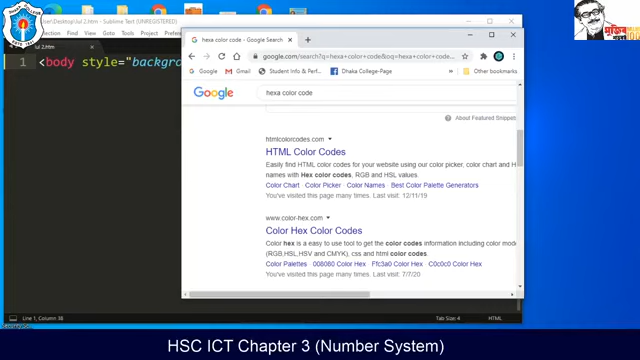 User\Desktop\lul 2.Htm - Sublime Text (UNREGISTERED)
File Edit Selection Find View Goto Tools Project Prefere
lul 2.Htm
1 <body style="backgro
hexa color code - Google Search
google.com/search?q=hexa+color+code&oq=hexa+color+code...
Google Gmail Student Info & Perf... Dhaka College-Page Other bookmarks
Google hexa color code
About Featured Snippets
htmlcolorcodes.com
HTML Color Codes
Easily find HTML color codes for your website using our color picker, color chart and H
names with Hex color codes, RGB and HSL values.
Color Chart · Color Picker · Color Names · Best Color Palette Generators
You've visited this page many times. Last visit: 12/11/19
www.color-hex.com
Color Hex Color Codes
Color hex is a easy to use tool to get the color codes information including color mode
(RGB,HSL,HSV and CMYK), css and html color codes.
Color Palettes · 008080 Color Hex · Ffc3a0 Color Hex · C0c0c0 Color Hex
You've visited this page many times. Last visit: 7/7/20
Line 1, Column 38 Tab Size: 4 HTML
HSC ICT Chapter 3 (Number System)